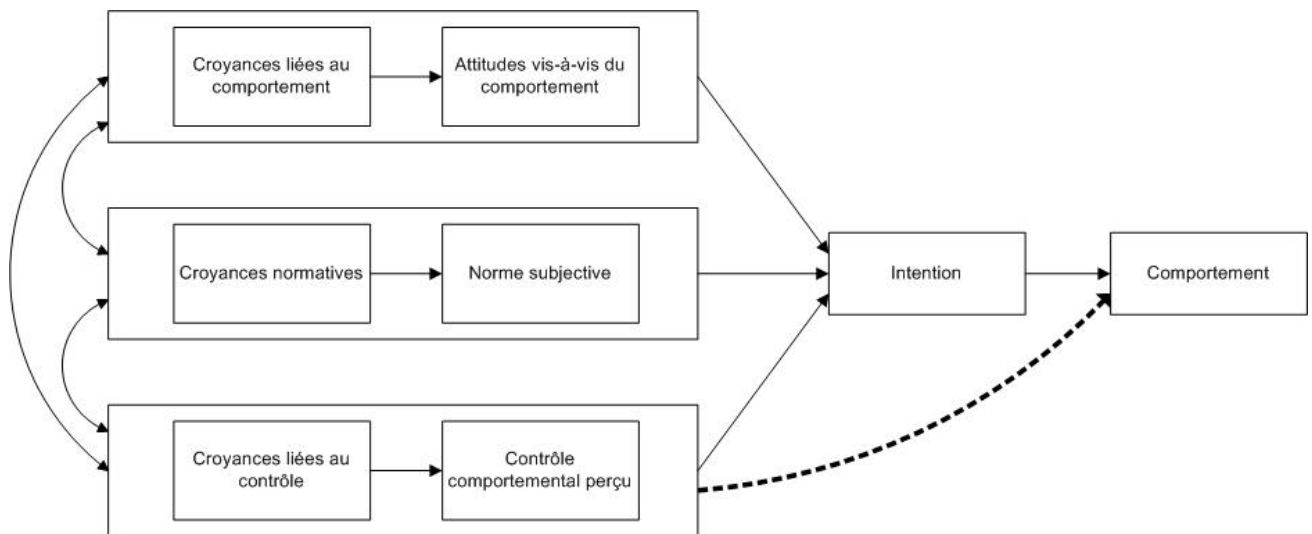 Croyances liées au
comportement
Attitudes vis-à-vis du
comportement
Croyances normatives
Norme subjective
Intention
Comportement
Croyances liées au
contrôle
Contrôle
comportemental perçu